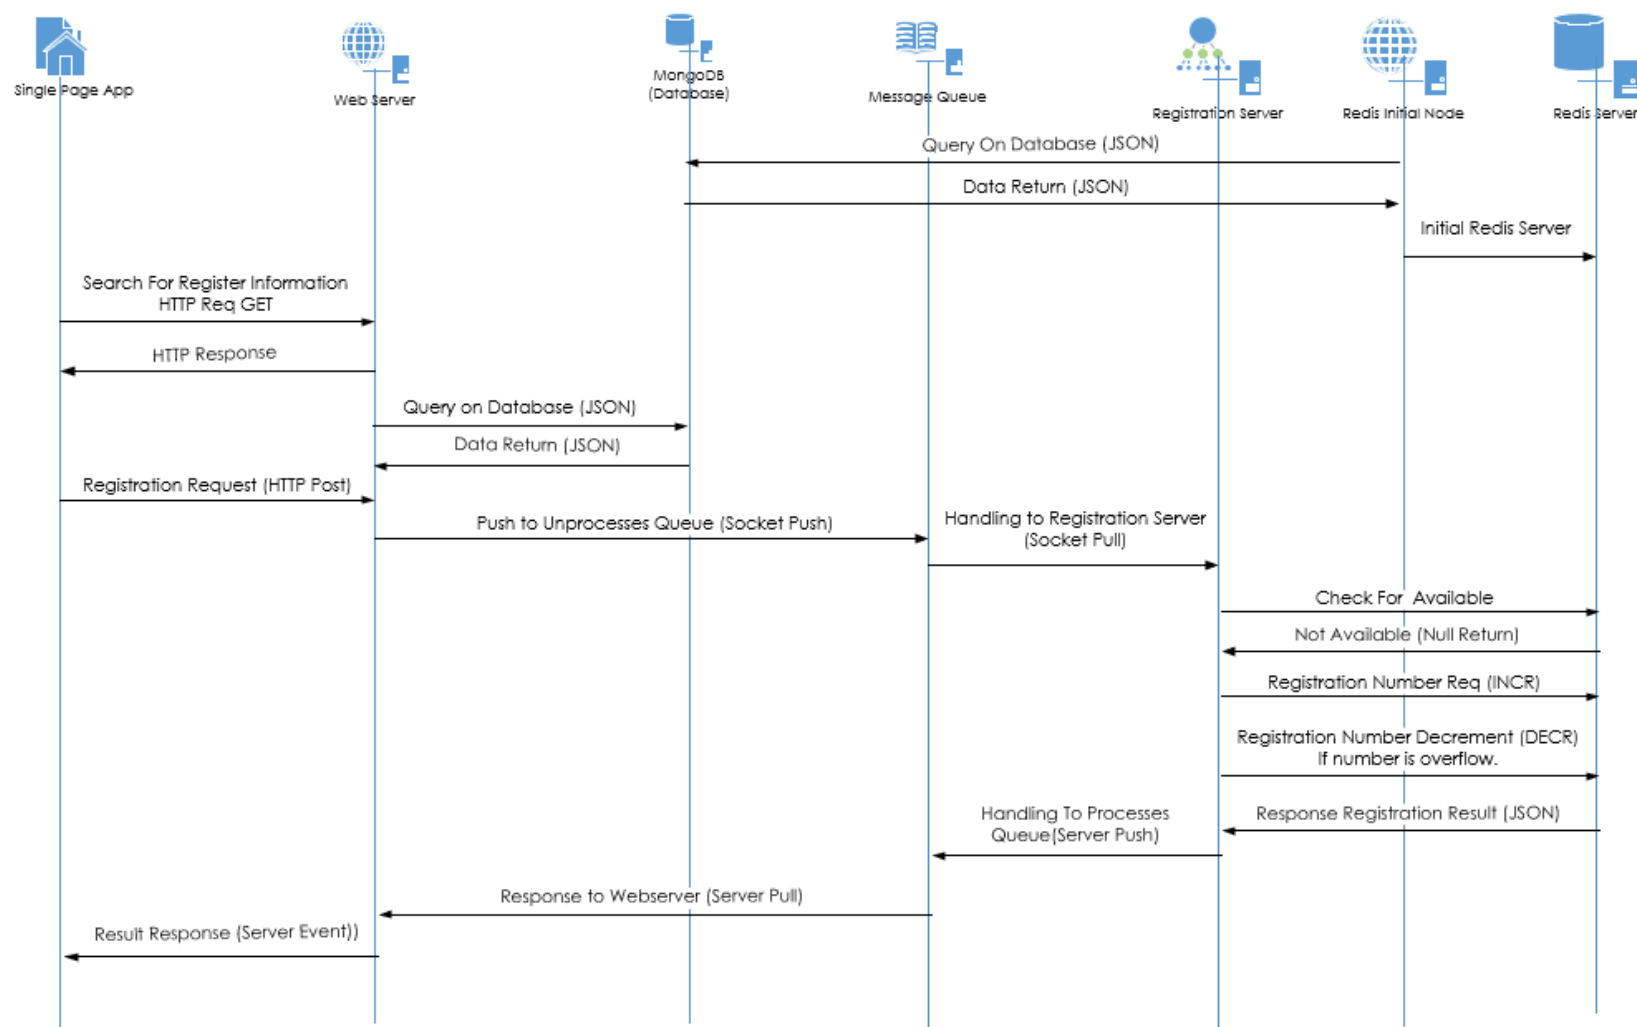 Single Page App
Web Server
MongoDB
(Database)
Message Queue
Registration Server
Redis Initial Node
Redis Server
Query On Database (JSON)
Data Return (JSON)
Initial Redis Server
Search For Register Information
HTTP Req GET
HTTP Response
Query on Database (JSON)
Data Return (JSON)
Registration Request (HTTP Post)
Push to Unprocesses Queue (Socket Push)
Handling to Registration Server
(Socket Pull)
Check For Available
Not Available (Null Return)
Registration Number Req (INCR)
Registration Number Decrement (DECR)
If number is overflow.
Response Registration Result (JSON)
Handling To Processes
Queue(Server Push)
Response to Webserver (Server Pull)
Result Response (Server Event))